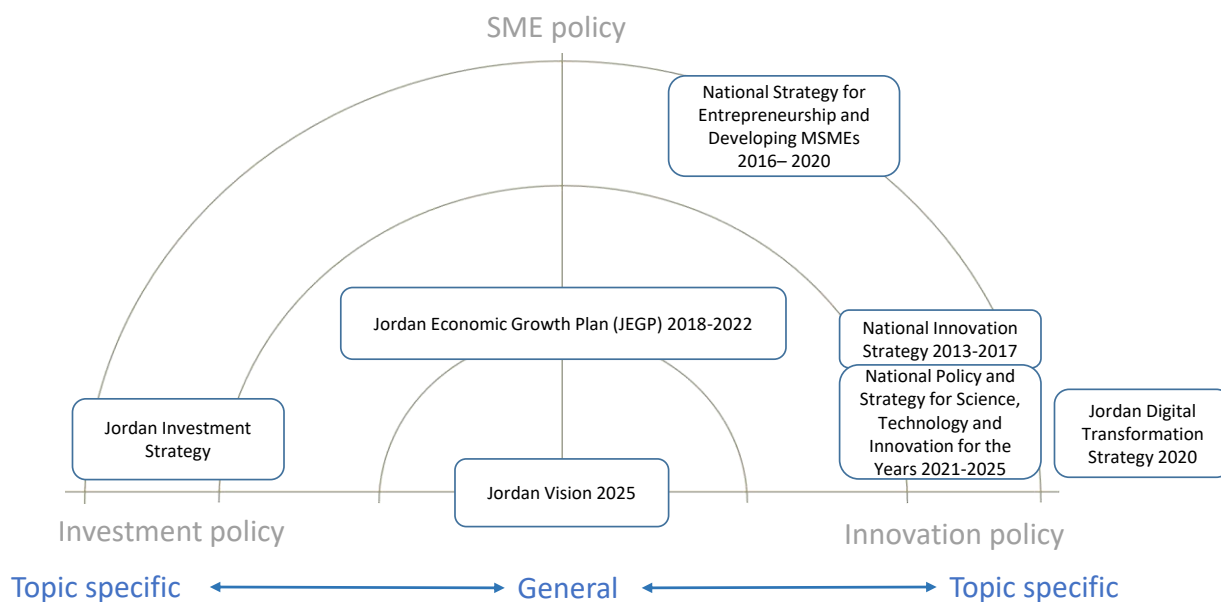 SME policy
National Strategy for
Entrepreneurship and
Developing MSMEs
2016– 2020
Jordan Economic Growth Plan (JEGP) 2018-2022
National Innovation
Strategy 2013-2017
National Policy and
Strategy for Science,
Technology and
Innovation for the
Years 2021-2025
Jordan Digital
Transformation
Strategy 2020
Jordan Investment
Strategy
Jordan Vision 2025
Investment policy
Innovation policy
Topic specific
General
Topic specific